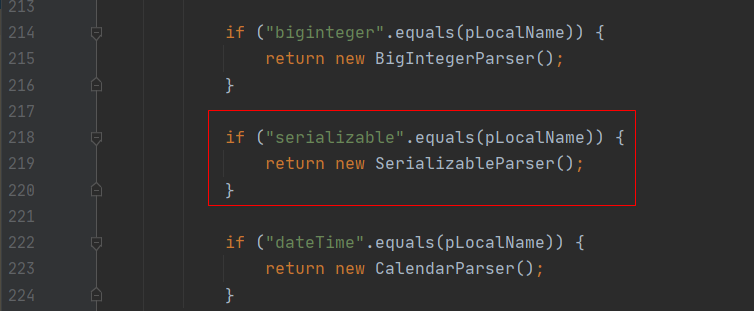 213
214 if ("biginteger".equals(pLocalName)) {
215 return new BigIntegerParser();
216 }
217
218 if ("serializable".equals(pLocalName)) {
219 return new SerializableParser();
220 }
221
222 if ("dateTime".equals(pLocalName)) {
223 return new CalendarParser();
224 }